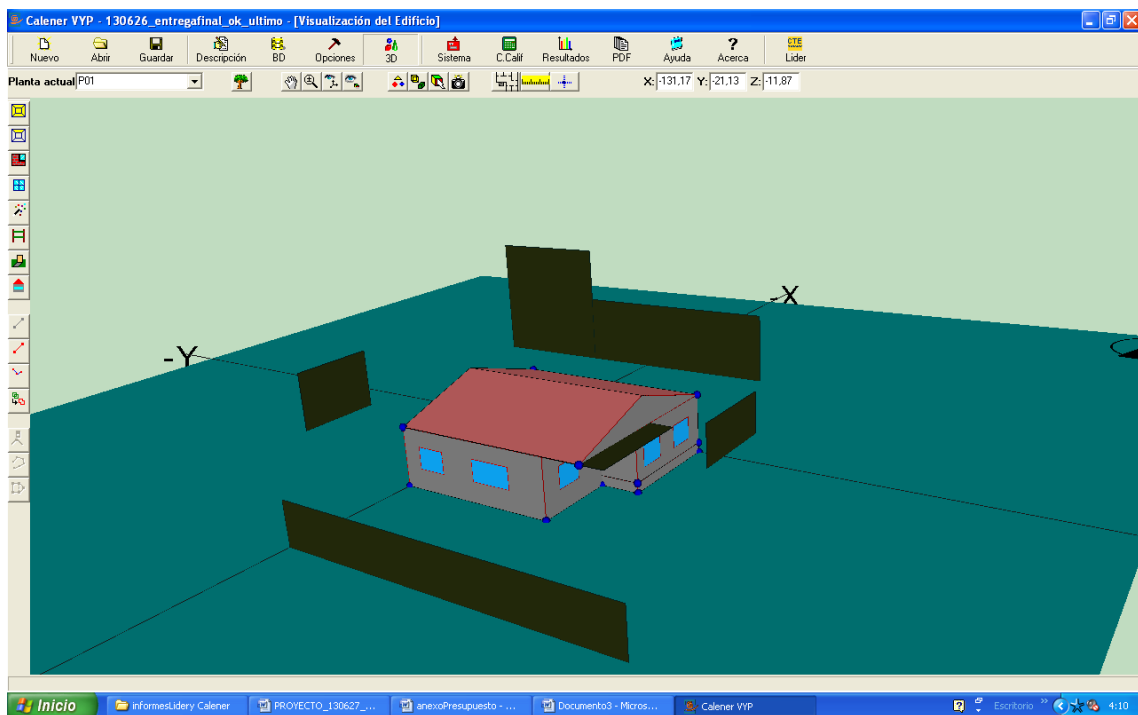 Calener VYP - 130626_entregafinal_ok_ultimo - [Visualización del Edificio]
Nuevo Abrir Guardar Descripción BD Opciones 3D Sistema C.Calif Resultados PDF Ayuda Acerca Lider
Planta actual P01 X: -131,17 Y: -21,13 Z: -11,87
-X
-Y
Inicio informesLidery Calener PROYECTO_130627_... anexoPresupuesto - ... Documento3 - Micros... Calener VYP Escritorio 4:10